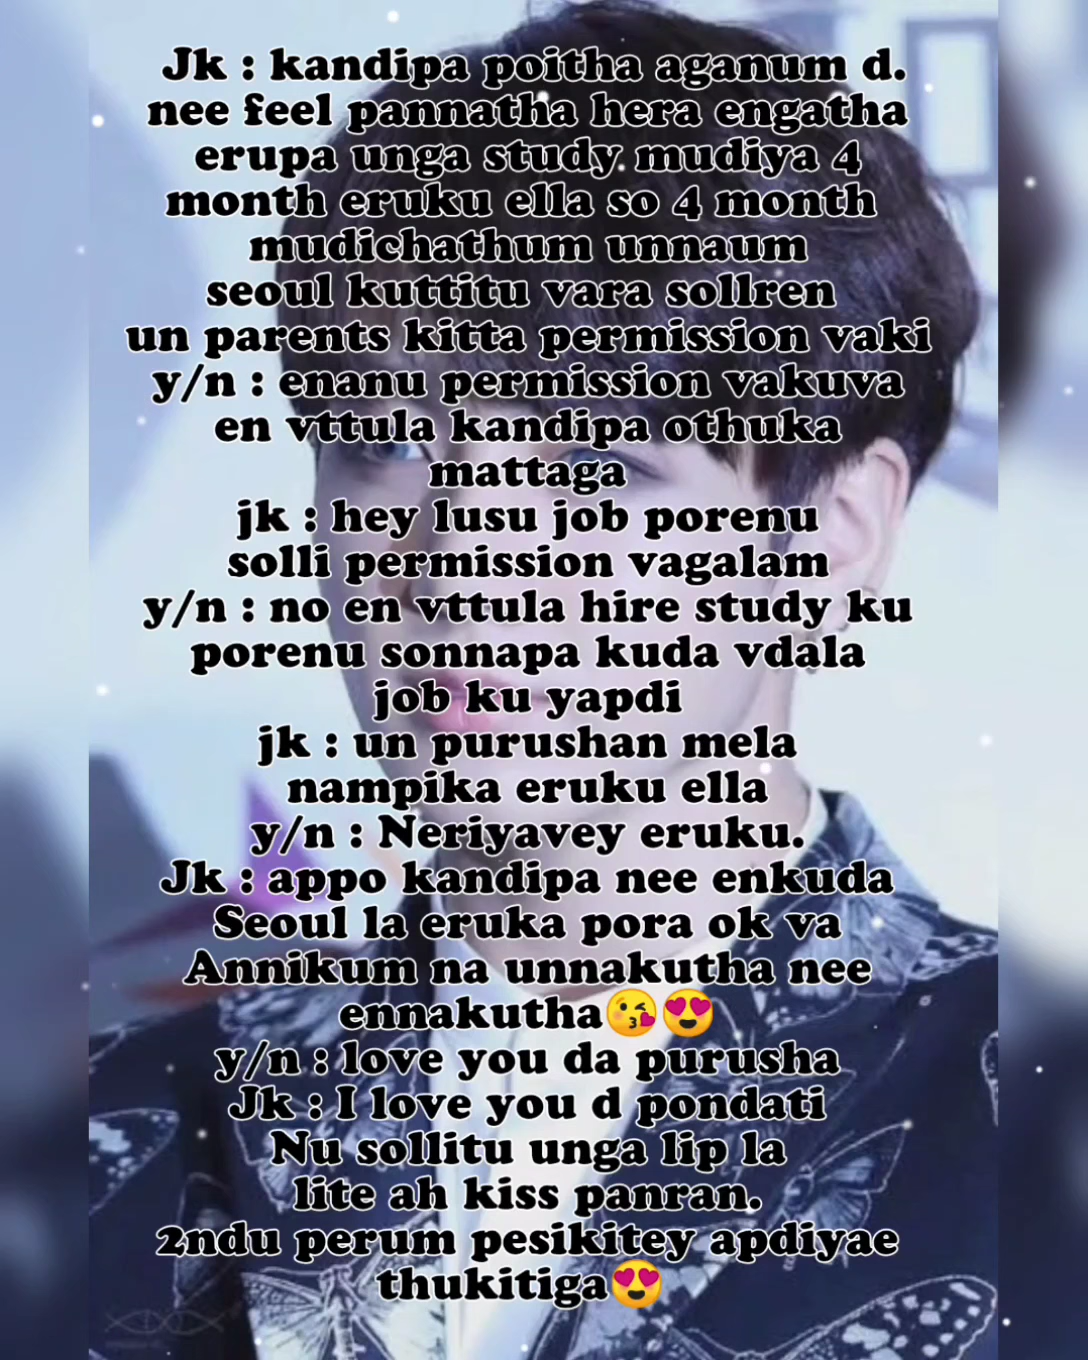 Jk : kandipa poitha aganum d.
nee feel pannatha hera engatha
erupa unga study. mudiya 4
month eruku ella so 4 month
mudichathum unnaum
seoul kuttitu vara sollren
un parents kitta permission vaki
y/n : enanu permission vakuva
en vttula kandipa othuka
mattaga
jk : hey lusu job porenu
solli permission vagalam
y/n : no en vttula hire study ku
porenu sonnapa kuda vdala
job ku yapdi
jk : un purushan mela
nampika eruku ella
y/n : Neriyavey eruku.
Jk : appo kandipa nee enkuda
Seoul la eruka pora ok va
Annikum na unnakutha nee
ennakutha😘😍
y/n : love you da purusha
Jk : I love you d pondati
Nu sollitu unga lip la
lite ah kiss panran.
2ndu perum pesikitey apdiyae
thukitiga😍